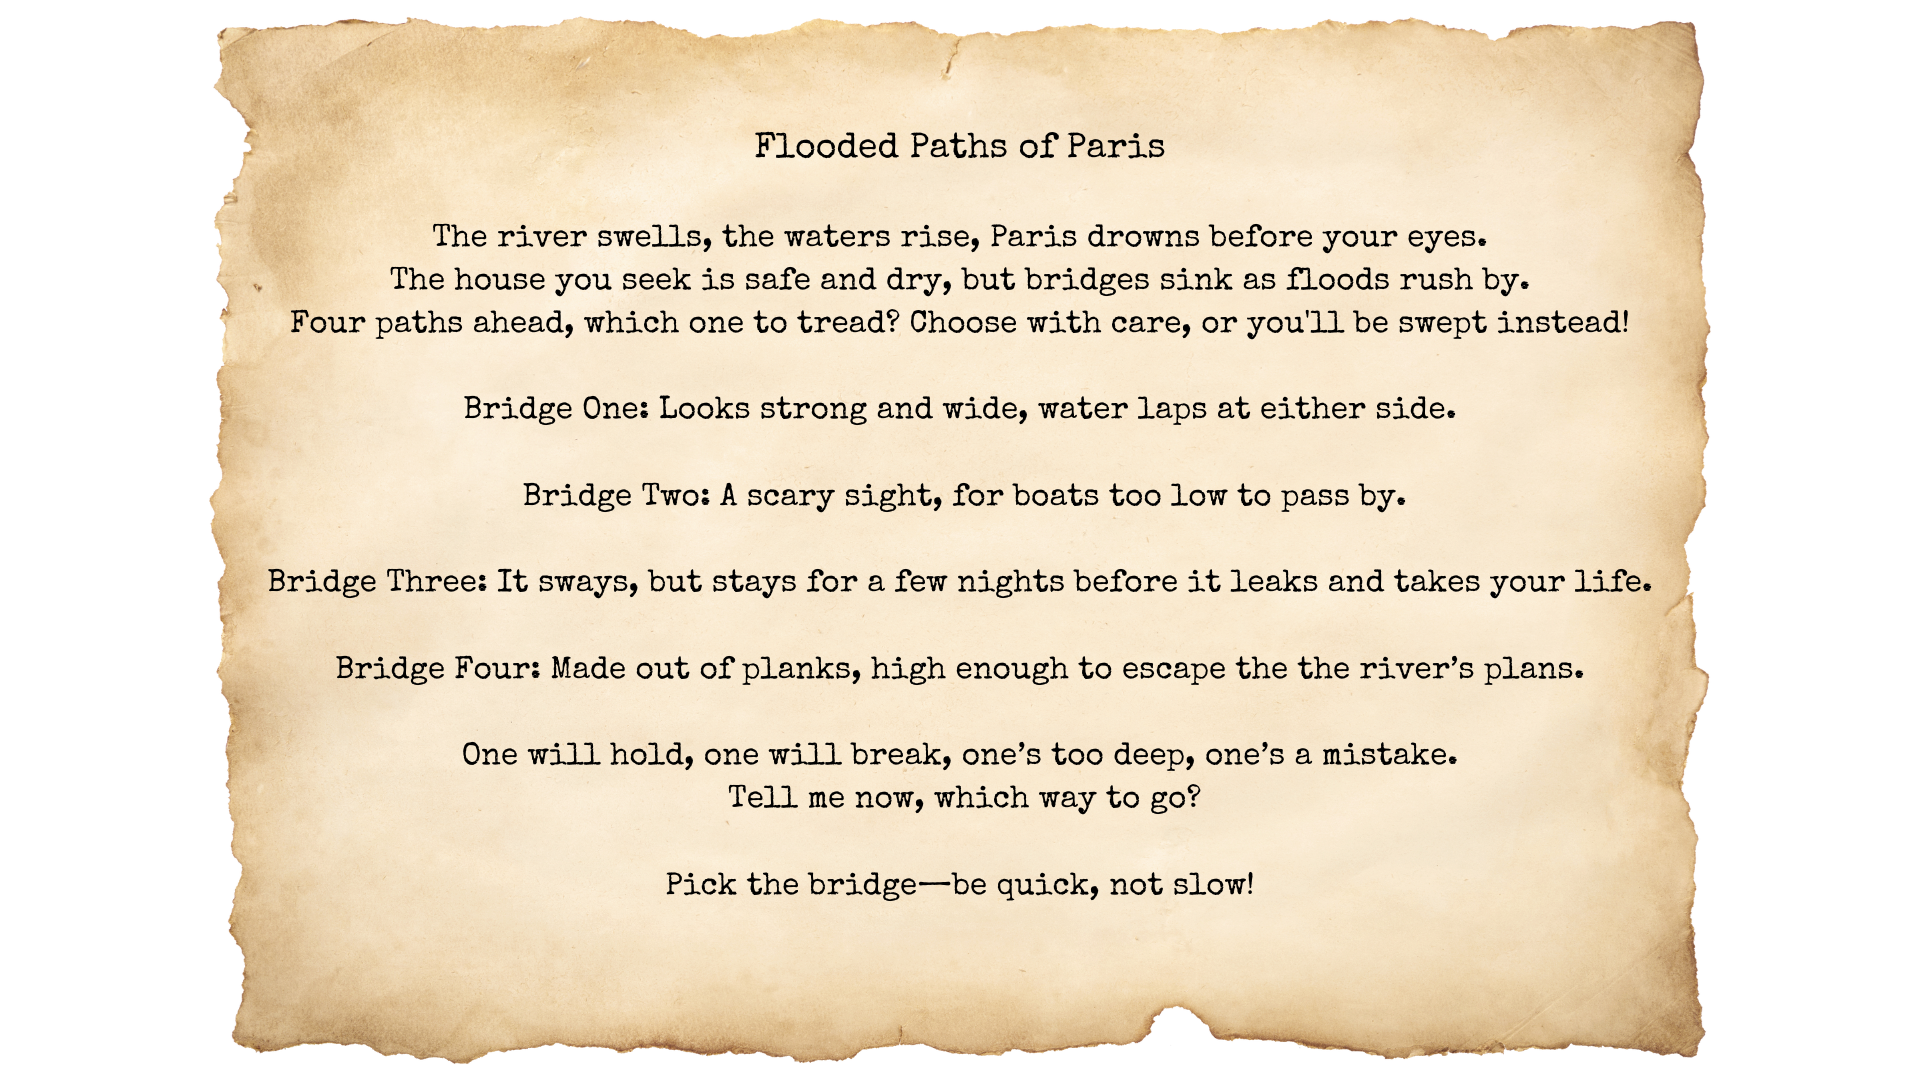 Flooded Paths of Paris
The river swells, the waters rise, Paris drowns before your eyes.
The house you seek is safe and dry, but bridges sink as floods rush by.
Four paths ahead, which one to tread? Choose with care, or you'll be swept instead!
Bridge One: Looks strong and wide, water laps at either side.
Bridge Two: A scary sight, for boats too low to pass by.
Bridge Three: It sways, but stays for a few nights before it leaks and takes your life.
Bridge Four: Made out of planks, high enough to escape the the river’s plans.
One will hold, one will break, one’s too deep, one’s a mistake.
Tell me now, which way to go?
Pick the bridge—be quick, not slow!